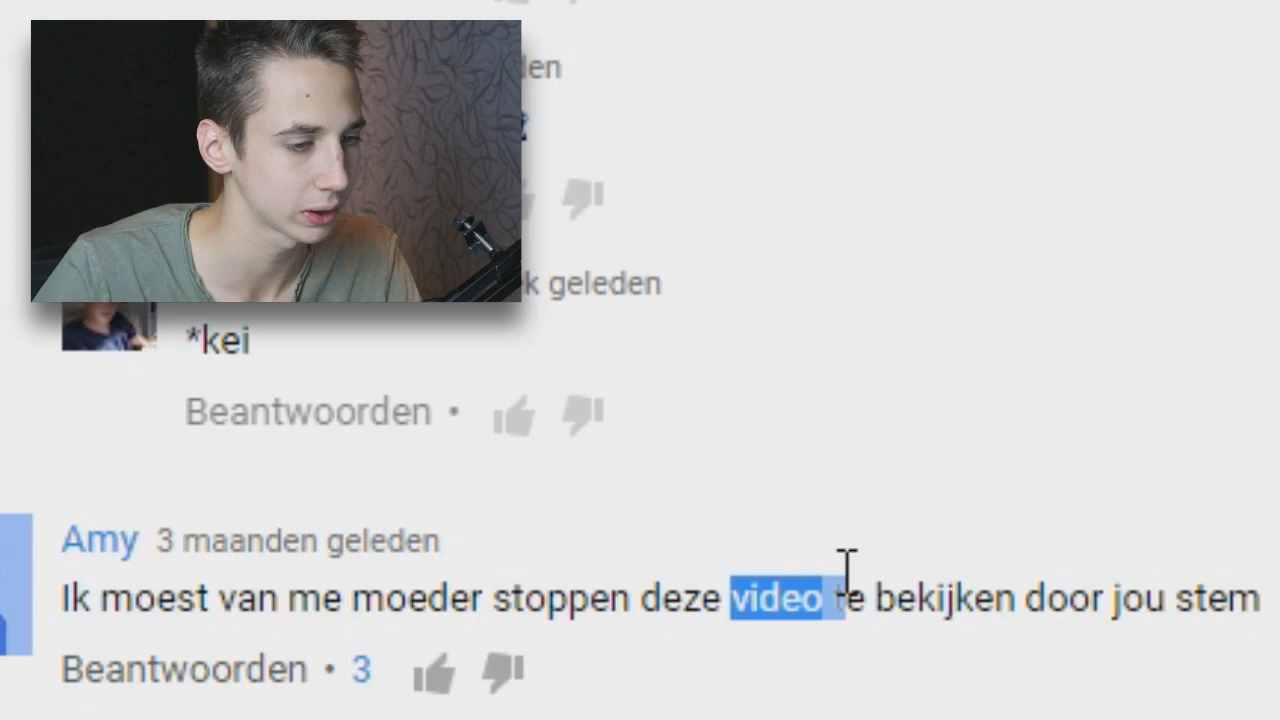 geleden
*kei
Beantwoorden •
Amy 3 maanden geleden
Ik moest van me moeder stoppen deze video te bekijken door jou stem
Beantwoorden • 3